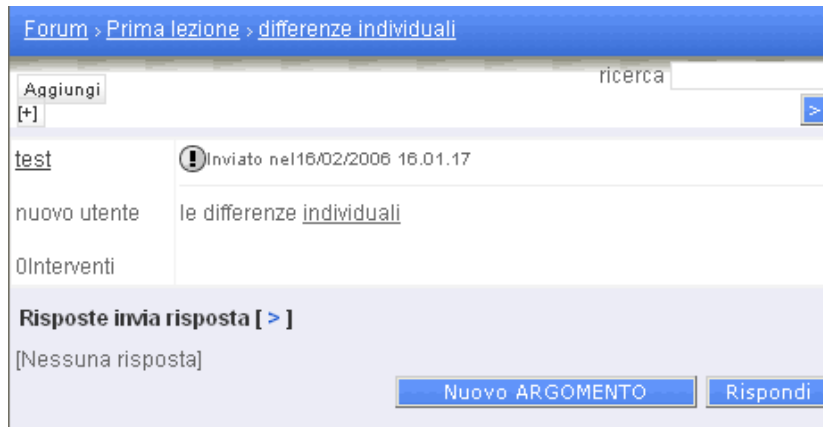 Forum > Prima lezione > differenze individuali
ricerca
Aggiungi
[+]
>
test
Inviato nel16/02/2006 16.01.17
nuovo utente
le differenze individuali
0Interventi
Risposte invia risposta [ > ]
[Nessuna risposta]
Nuovo ARGOMENTO
Rispondi